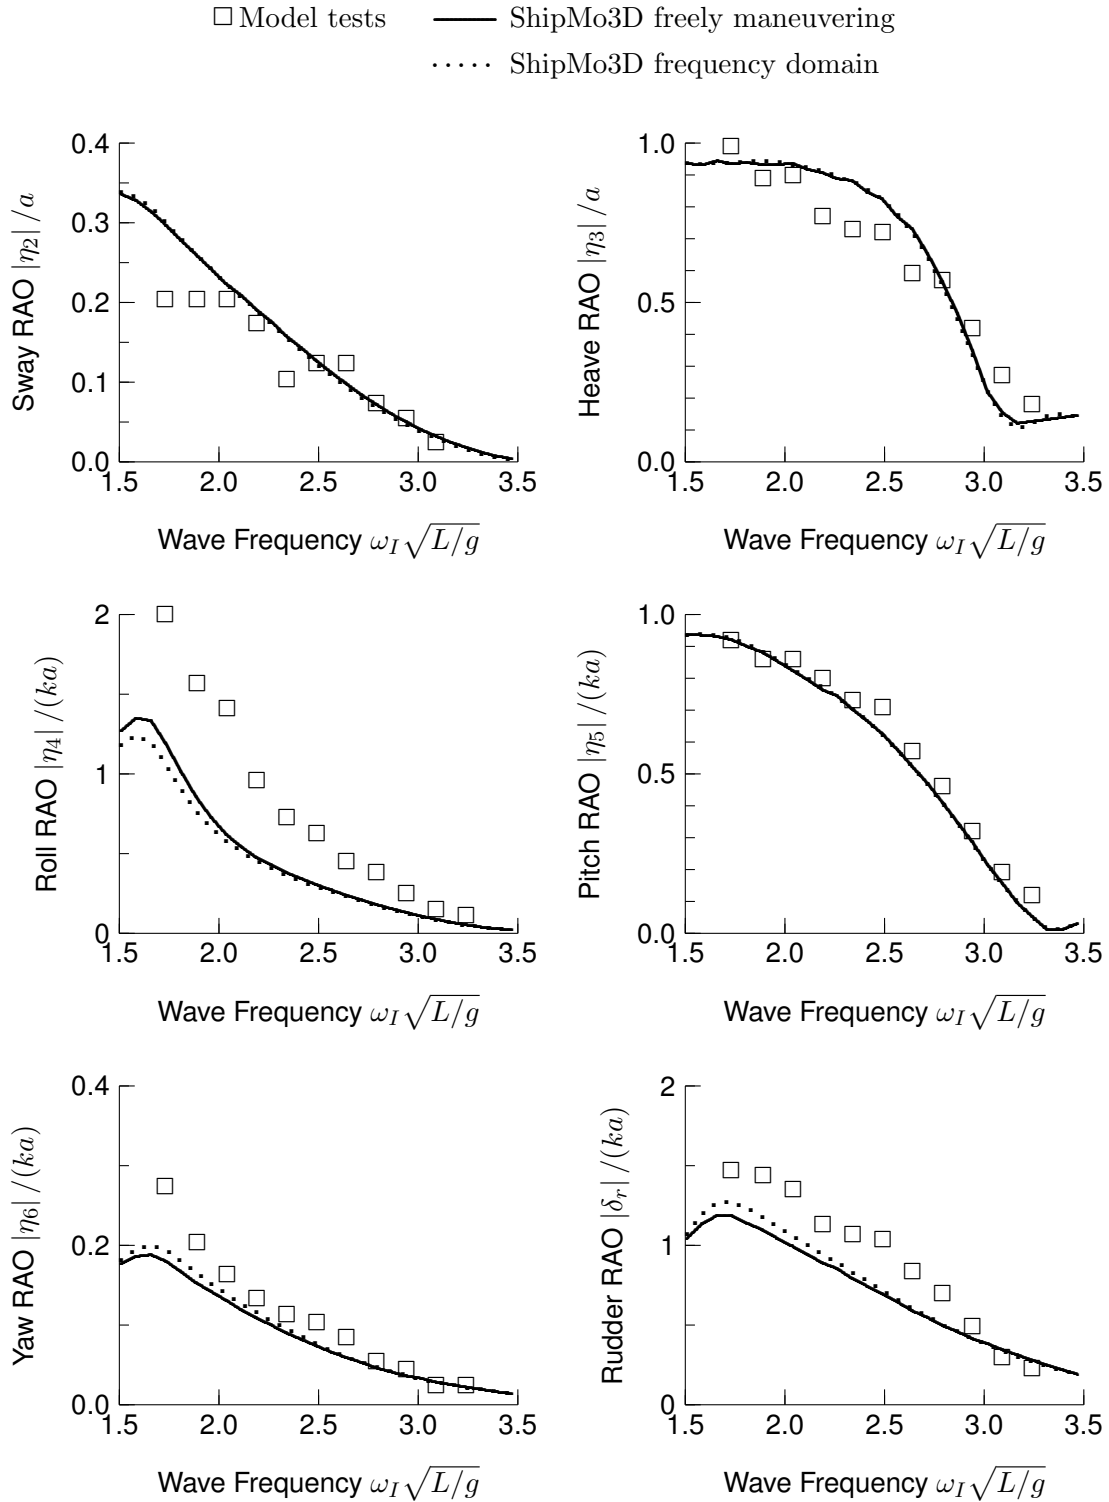 Model tests
ShipMo3D freely maneuvering
ShipMo3D frequency domain
Sway RAO |η2| /a
0.4
0.3
0.2
0.1
0.0
1.5 2.0 2.5 3.0 3.5
Wave Frequency ωI√L/g
Heave RAO |η3| /a
1.0
0.5
0.0
1.5 2.0 2.5 3.0 3.5
Wave Frequency ωI√L/g
Roll RAO |η4| /(ka)
2
1
0
1.5 2.0 2.5 3.0 3.5
Wave Frequency ωI√L/g
Pitch RAO |η5| /(ka)
1.0
0.5
0.0
1.5 2.0 2.5 3.0 3.5
Wave Frequency ωI√L/g
Yaw RAO |η6| /(ka)
0.4
0.2
0.0
1.5 2.0 2.5 3.0 3.5
Wave Frequency ωI√L/g
Rudder RAO |δr| /(ka)
2
1
0
1.5 2.0 2.5 3.0 3.5
Wave Frequency ωI√L/g